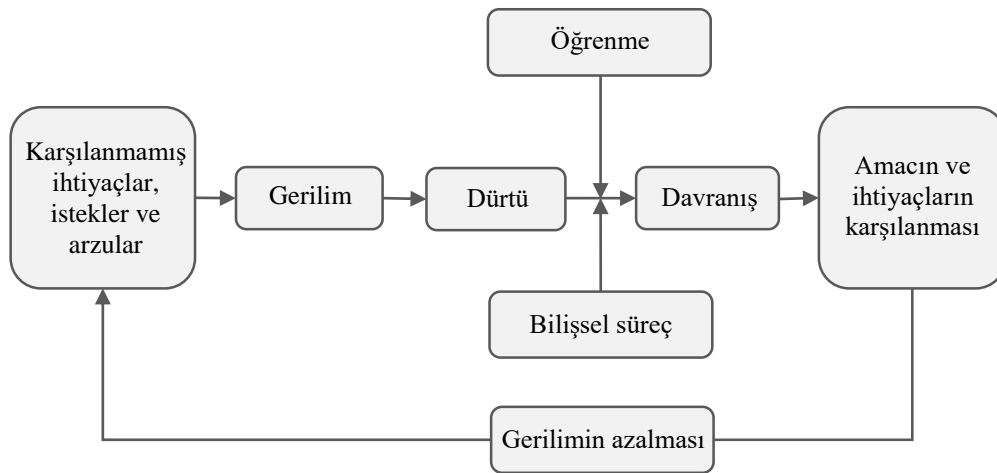 Öğrenme
Karşılanmamış
ihtiyaçlar,
istekler ve
arzular
Gerilim
Dürtü
Davranış
Amacın ve
ihtiyaçların
karşılanması
Bilişsel süreç
Gerilimin azalması